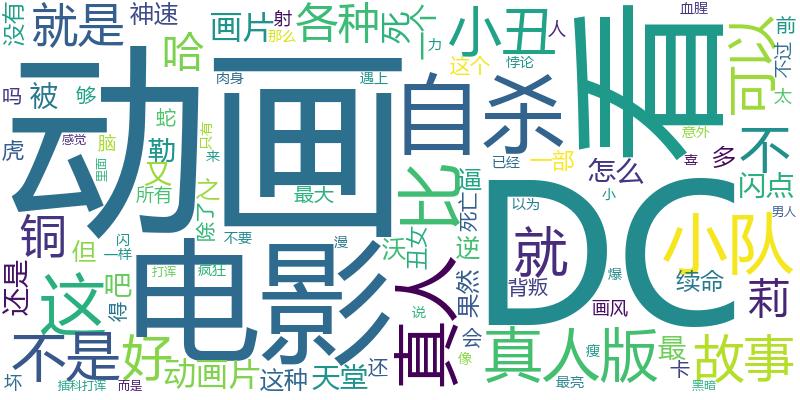 没有
就是
神速
动画片
射
那么
各种
死
个
一
力
小丑
人
看
血腥
可以
前
不过
太
哈
动画
肉身
遇上
这个
悖论
自杀
吗
被
够
虎
感觉
脑
蛇
勒
只有
来
又
里面
所有
之
最大
除了
比
逼
死亡
已经
一部
怎么
喜
多
意外
不
闪点
铜
但
闪
一样
不要
漫
沃
丑女
逆
以为
DC
就
小
小队
男人
还是
这
吧
得
打诨
疯狂
电影
真人
果然
说
背叛
爆
画风
续命
莉
不是
好
坏
插科打诨
而是
动画片
这种
天堂
还
会
像
真人版
瘦
最亮
最
卡
黑暗
故事